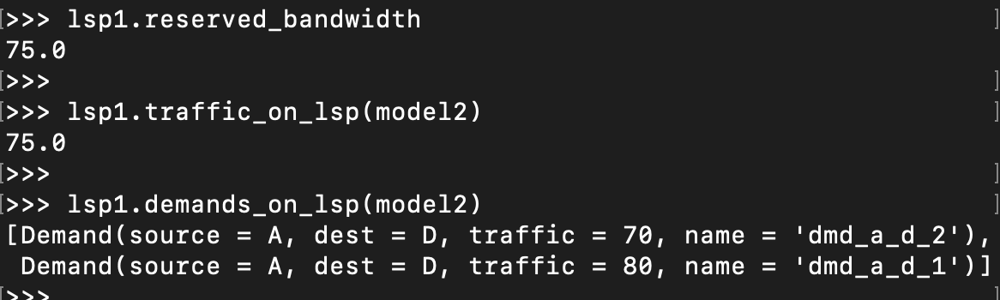 [>>> lsp1.reserved_bandwidth ]
75.0
[>>> ]
[>>> lsp1.traffic_on_lsp(model2) ]
75.0
[>>> ]
[>>> lsp1.demands_on_lsp(model2) ]
[Demand(source = A, dest = D, traffic = 70, name = 'dmd_a_d_2'),
Demand(source = A, dest = D, traffic = 80, name = 'dmd_a_d_1')]
[>>> ]